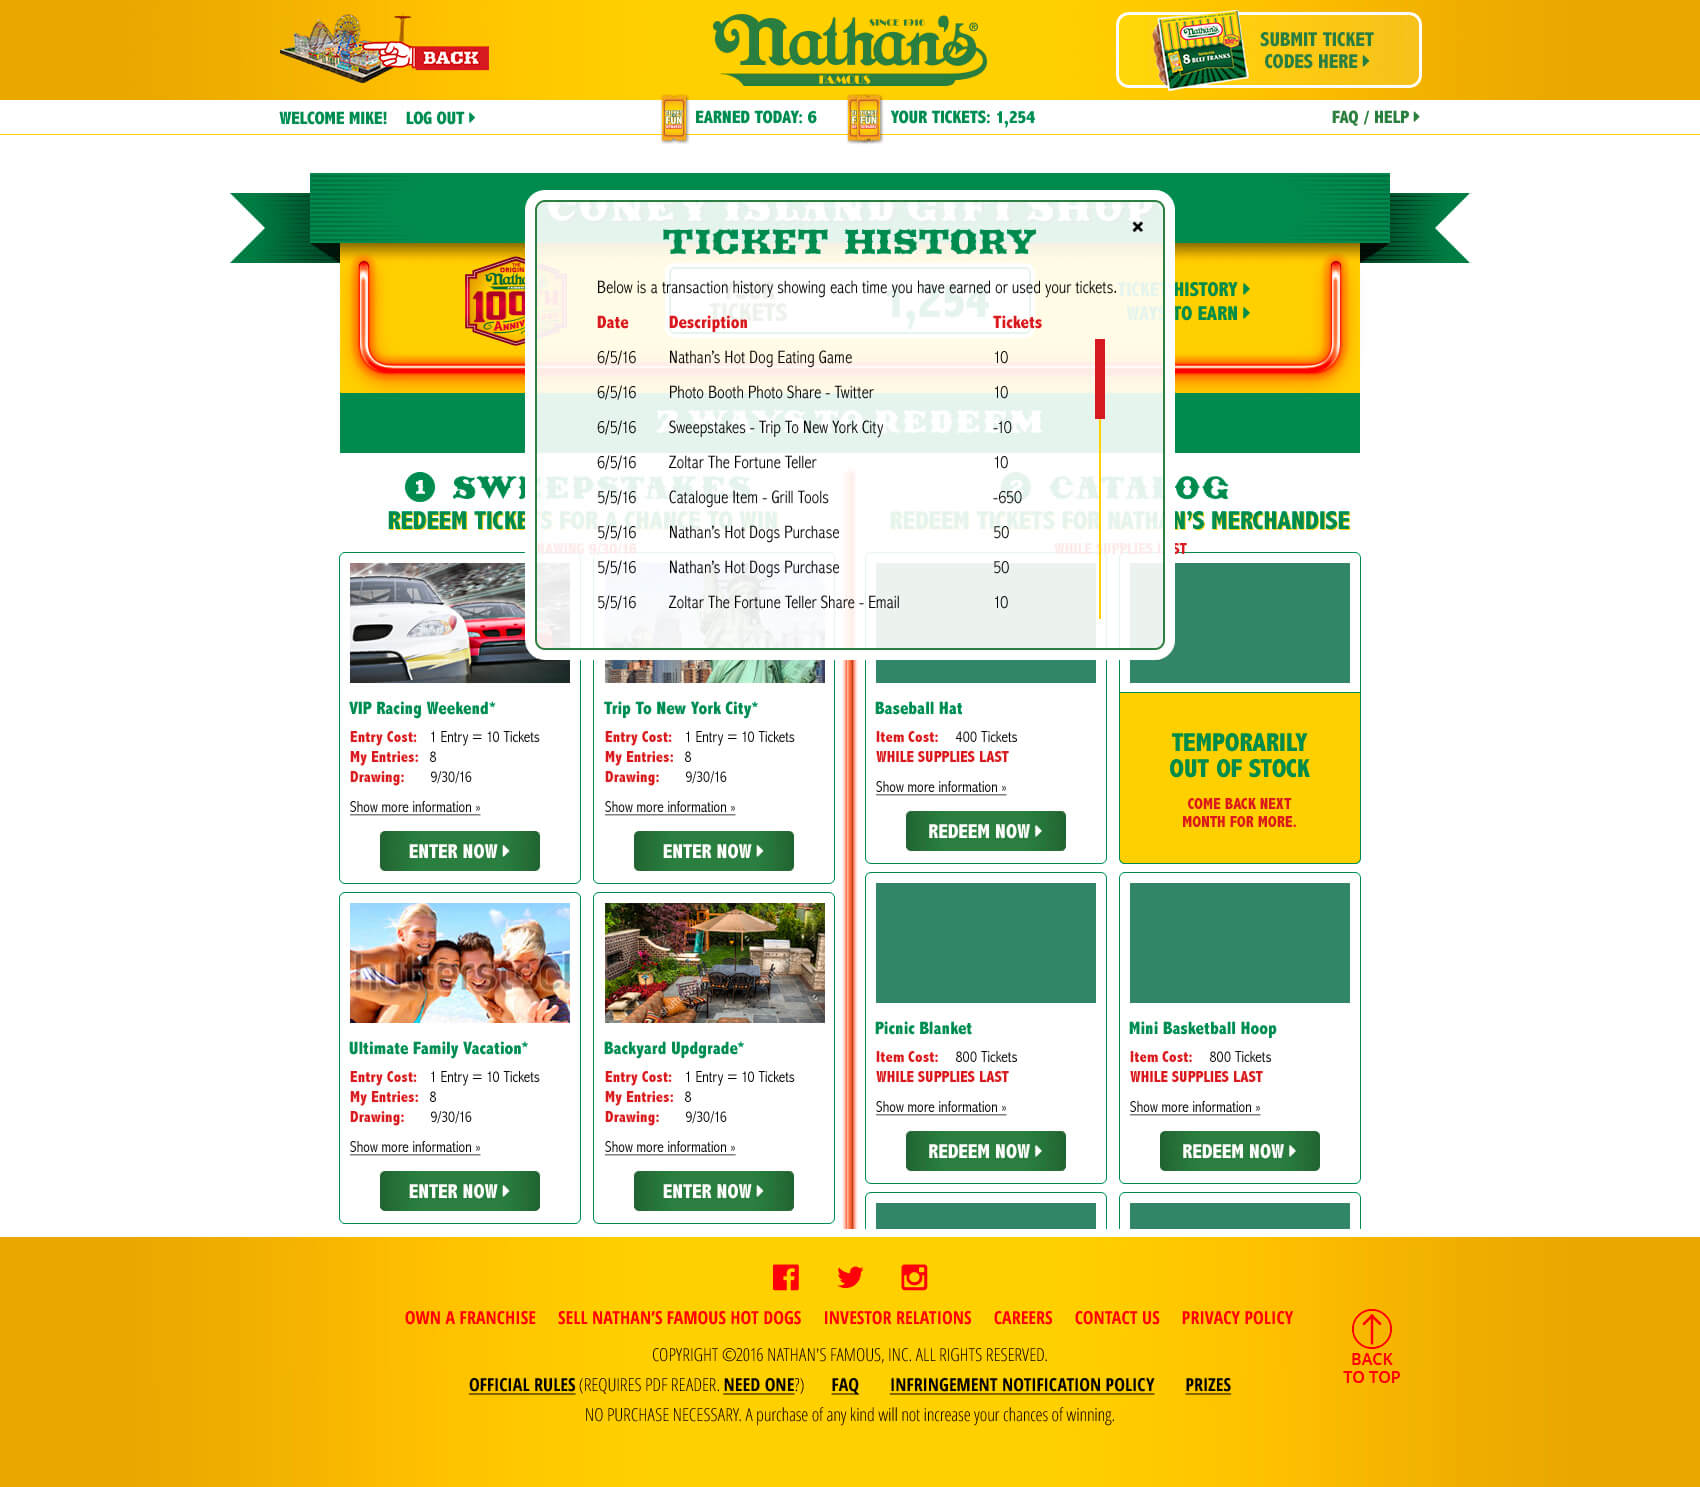 BACK
SINCE 1916
Nathan's®
FAMOUS
Nathan's
8 BEEF FRANKS
SUBMIT TICKET
CODES HERE
WELCOME MIKE! LOG OUT
FUN
EARNED TODAY: 6
FUN
YOUR TICKETS: 1,254
FAQ / HELP
CONEY ISLAND GIFT SHOP
TICKET HISTORY
×
Below is a transaction history showing each time you have earned or used your tickets.
Date Description Tickets
6/5/16 Nathan's Hot Dog Eating Game 10
6/5/16 Photo Booth Photo Share - Twitter 10
6/5/16 Sweepstakes - Trip To New York City -10
6/5/16 Zoltar The Fortune Teller 10
5/5/16 Catalogue Item - Grill Tools -650
5/5/16 Nathan's Hot Dogs Purchase 50
5/5/16 Nathan's Hot Dogs Purchase 50
5/5/16 Zoltar The Fortune Teller Share - Email 10
100TH
TICKETS
1,254
TICKET HISTORY
WAYS TO EARN
2 WAYS TO REDEEM
1 SWEEPSTAKES
REDEEM TICKETS FOR A CHANCE TO WIN
DRAWING 9/30/16
2 CATALOG
REDEEM TICKETS FOR NATHAN'S MERCHANDISE
WHILE SUPPLIES LAST
VIP Racing Weekend*
Entry Cost: 1 Entry = 10 Tickets
My Entries: 8
Drawing: 9/30/16
Show more information »
ENTER NOW
Trip To New York City*
Entry Cost: 1 Entry = 10 Tickets
My Entries: 8
Drawing: 9/30/16
Show more information »
ENTER NOW
Baseball Hat
Item Cost: 400 Tickets
WHILE SUPPLIES LAST
Show more information »
REDEEM NOW
TEMPORARILY
OUT OF STOCK
COME BACK NEXT
MONTH FOR MORE.
Ultimate Family Vacation*
Entry Cost: 1 Entry = 10 Tickets
My Entries: 8
Drawing: 9/30/16
Show more information »
ENTER NOW
Backyard Updgrade*
Entry Cost: 1 Entry = 10 Tickets
My Entries: 8
Drawing: 9/30/16
Show more information »
ENTER NOW
Picnic Blanket
Item Cost: 800 Tickets
WHILE SUPPLIES LAST
Show more information »
REDEEM NOW
Mini Basketball Hoop
Item Cost: 800 Tickets
WHILE SUPPLIES LAST
Show more information »
REDEEM NOW
OWN A FRANCHISE SELL NATHAN'S FAMOUS HOT DOGS INVESTOR RELATIONS CAREERS CONTACT US PRIVACY POLICY
COPYRIGHT ©2016 NATHAN'S FAMOUS, INC. ALL RIGHTS RESERVED.
OFFICIAL RULES (REQUIRES PDF READER. NEED ONE?) FAQ INFRINGEMENT NOTIFICATION POLICY PRIZES
NO PURCHASE NECESSARY. A purchase of any kind will not increase your chances of winning.
BACK
TO TOP